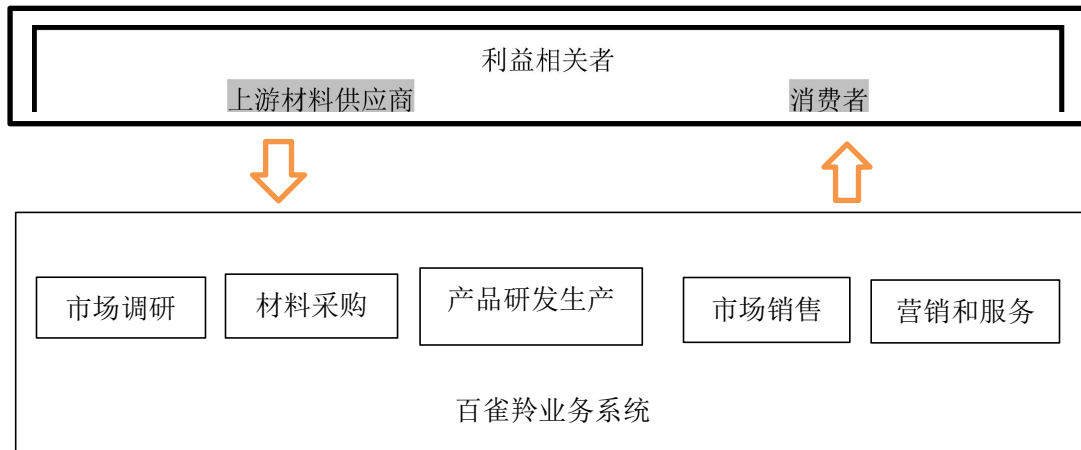 利益相关者
上游材料供应商 消费者
市场调研 材料采购 产品研发生产 市场销售 营销和服务
百雀羚业务系统